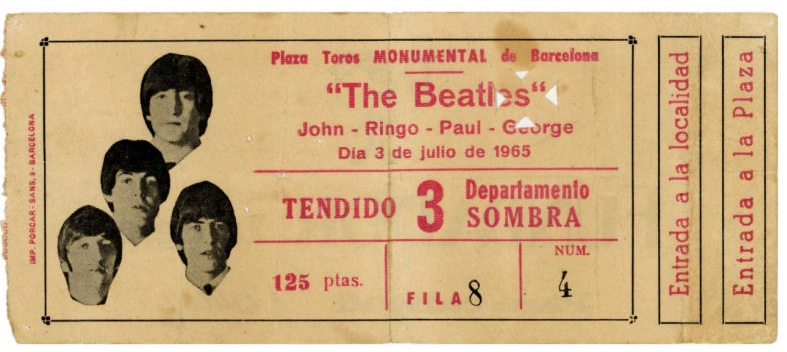 Plaza Toros MONUMENTAL de Barcelona
"The Beatles"
John - Ringo - Paul - George
Día 3 de julio de 1965
TENDIDO 3 Departamento SOMBRA
125 ptas.
FILA 8
NUM. 4
Entrada a la localidad
Entrada a la Plaza
IMP. PORCAR - SANS, 9 - BARCELONA